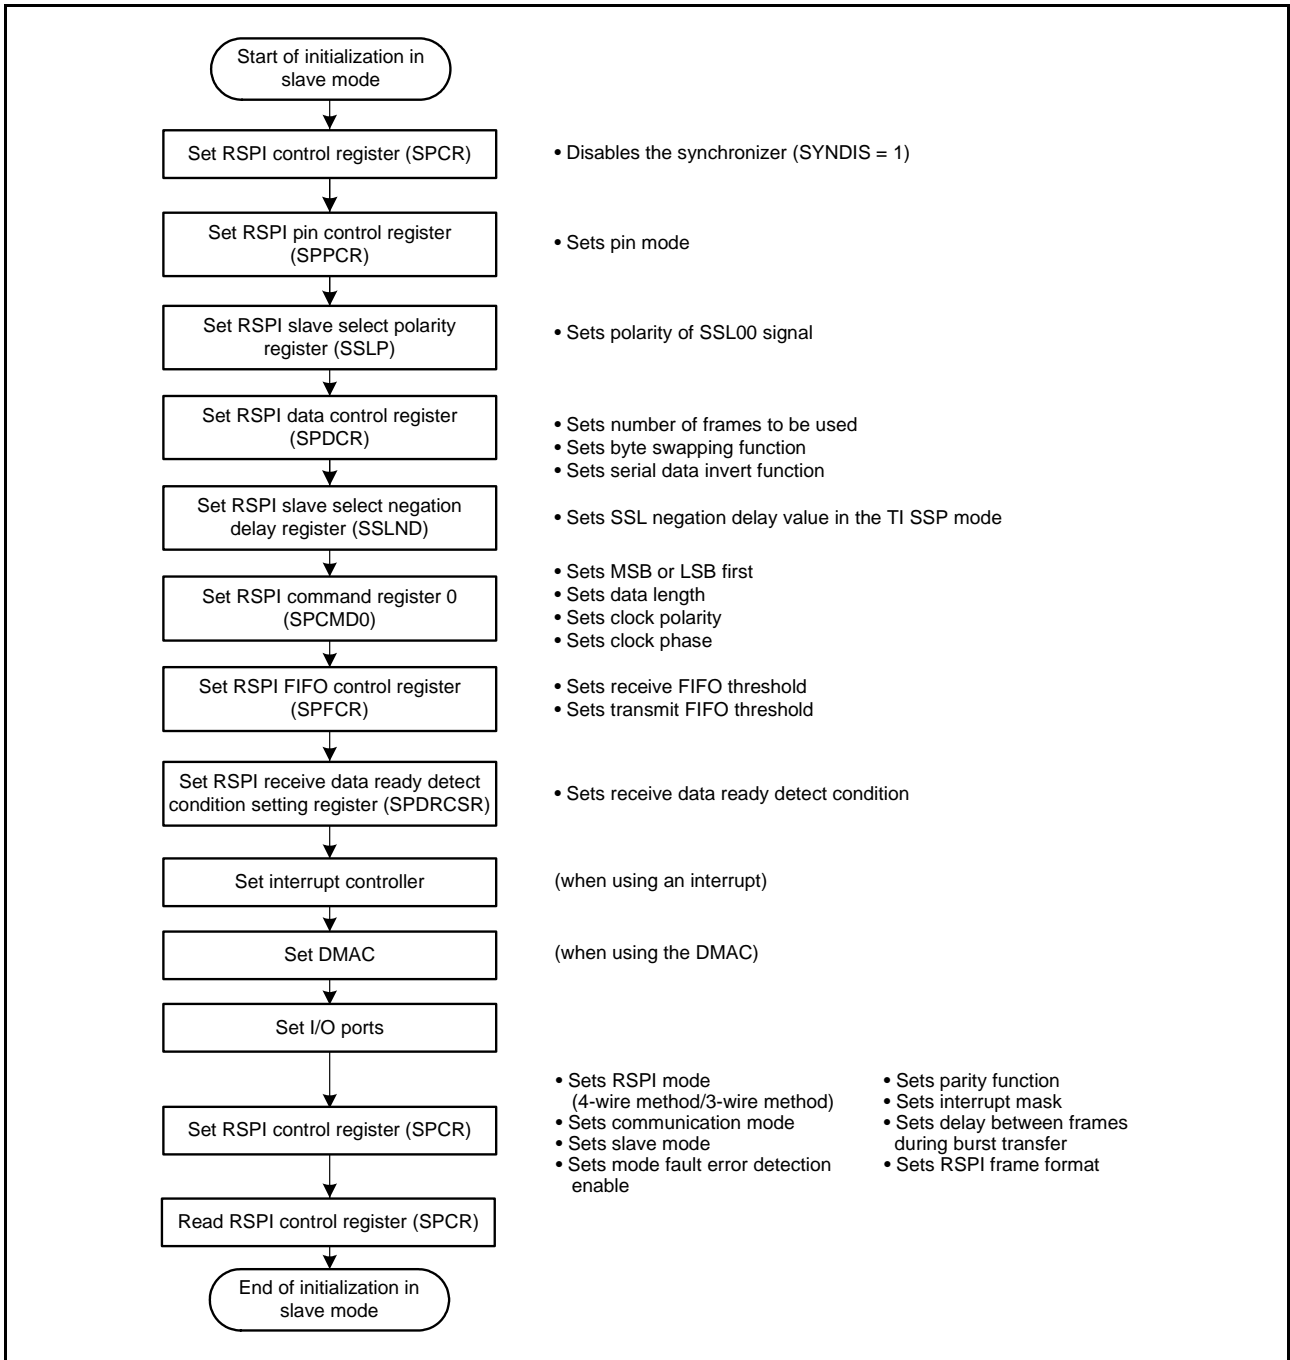 Start of initialization in
slave mode
Set RSPI control register (SPCR)
• Disables the synchronizer (SYNDIS = 1)
Set RSPI pin control register
(SPPCR)
• Sets pin mode
Set RSPI slave select polarity
register (SSLP)
• Sets polarity of SSL00 signal
Set RSPI data control register
(SPDCR)
• Sets number of frames to be used
• Sets byte swapping function
• Sets serial data invert function
Set RSPI slave select negation
delay register (SSLND)
• Sets SSL negation delay value in the TI SSP mode
Set RSPI command register 0
(SPCMD0)
• Sets MSB or LSB first
• Sets data length
• Sets clock polarity
• Sets clock phase
Set RSPI FIFO control register
(SPFCR)
• Sets receive FIFO threshold
• Sets transmit FIFO threshold
Set RSPI receive data ready detect
condition setting register (SPDRCSR)
• Sets receive data ready detect condition
Set interrupt controller
(when using an interrupt)
Set DMAC
(when using the DMAC)
Set I/O ports
Set RSPI control register (SPCR)
• Sets RSPI mode
(4-wire method/3-wire method)
• Sets communication mode
• Sets slave mode
• Sets mode fault error detection
enable
• Sets parity function
• Sets interrupt mask
• Sets delay between frames
during burst transfer
• Sets RSPI frame format
Read RSPI control register (SPCR)
End of initialization in
slave mode